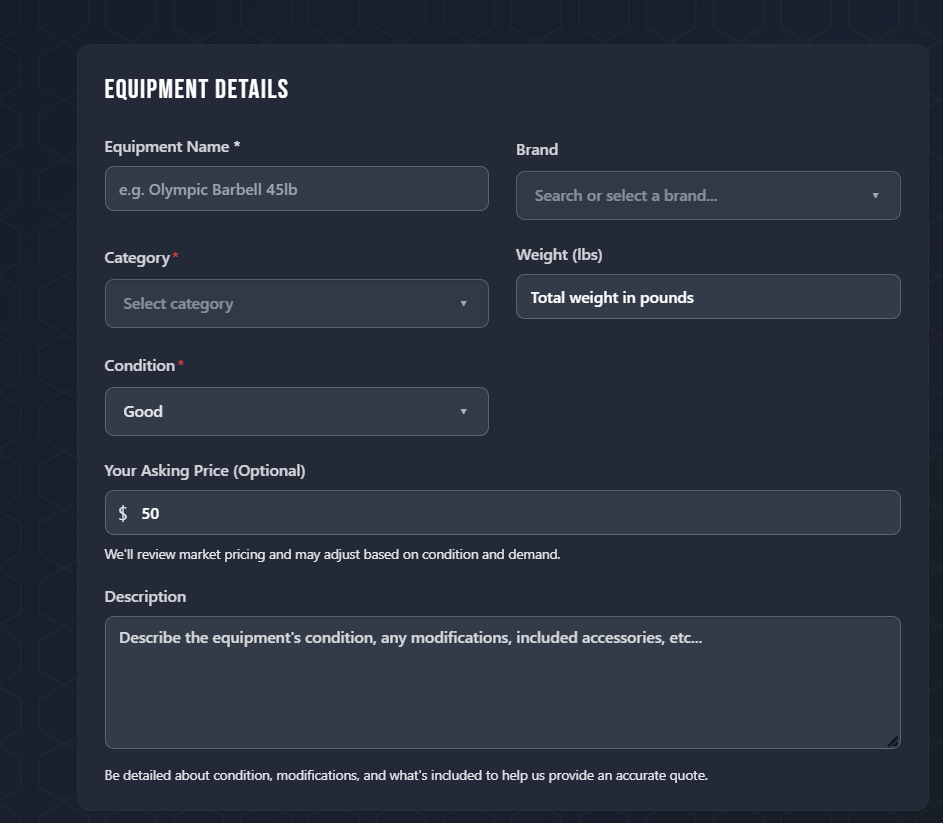 EQUIPMENT DETAILS
Equipment Name *
e.g. Olympic Barbell 45lb
Brand
Search or select a brand...
Category*
Select category
Weight (lbs)
Total weight in pounds
Condition*
Good
Your Asking Price (Optional)
$ 50
We'll review market pricing and may adjust based on condition and demand.
Description
Describe the equipment's condition, any modifications, included accessories, etc...
Be detailed about condition, modifications, and what's included to help us provide an accurate quote.